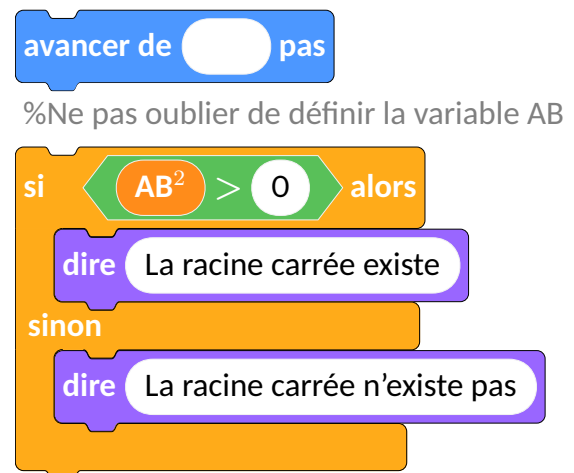 avancer de pas
%Ne pas oublier de définir la variable AB
si AB² > 0 alors
dire La racine carrée existe
sinon
dire La racine carrée n’existe pas